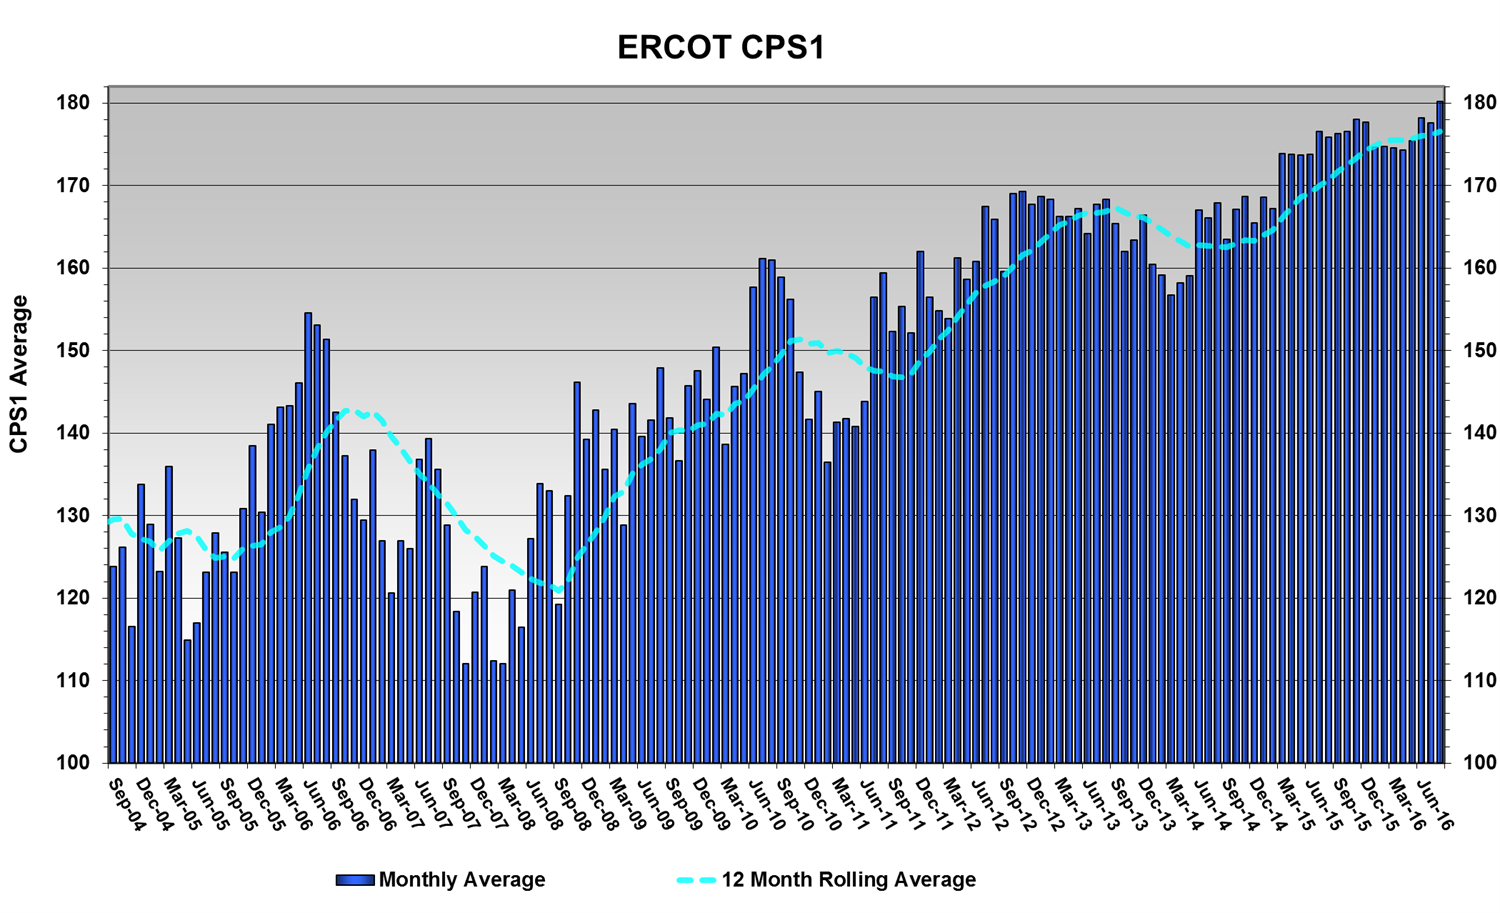 ERCOT CPS1
CPS1 Average
180
170
160
150
140
130
120
110
100
180
170
160
150
140
130
120
110
100
Sep-04
Dec-04
Mar-05
Jun-05
Sep-05
Dec-05
Mar-06
Jun-06
Sep-06
Dec-06
Mar-07
Jun-07
Sep-07
Dec-07
Mar-08
Jun-08
Sep-08
Dec-08
Mar-09
Jun-09
Sep-09
Dec-09
Mar-10
Jun-10
Sep-10
Dec-10
Mar-11
Jun-11
Sep-11
Dec-11
Mar-12
Jun-12
Sep-12
Dec-12
Mar-13
Jun-13
Sep-13
Dec-13
Mar-14
Jun-14
Sep-14
Dec-14
Mar-15
Jun-15
Sep-15
Dec-15
Mar-16
Jun-16
Monthly Average
12 Month Rolling Average